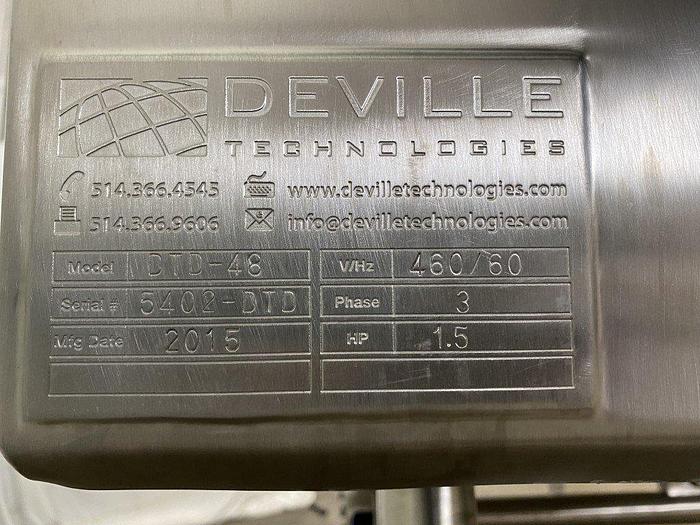 DEVILLE
TECHNOLOGIES
514.366.4545 www.devilletechnologies.com
514.366.9606 info@devilletechnologies.com
Model DTD-48 V/Hz 460/60
Serial # 5402-DTD Phase 3
Mfg Date 2015 HP 1.5